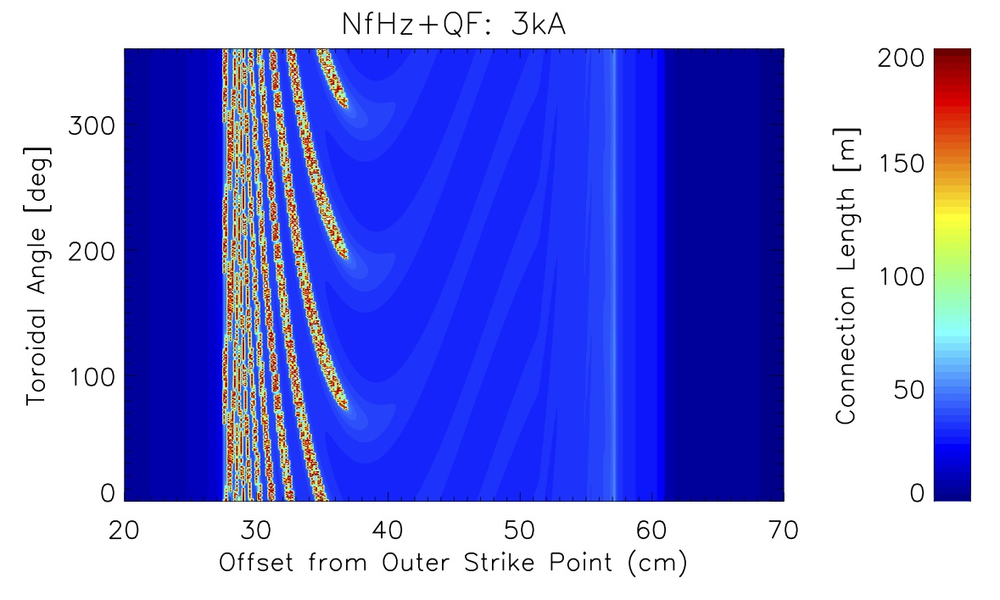 NfHz+QF: 3kA
300
200
100
0
Toroidal Angle [deg]
20 30 40 50 60 70
Offset from Outer Strike Point (cm)
200
150
100
50
0
Connection Length [m]